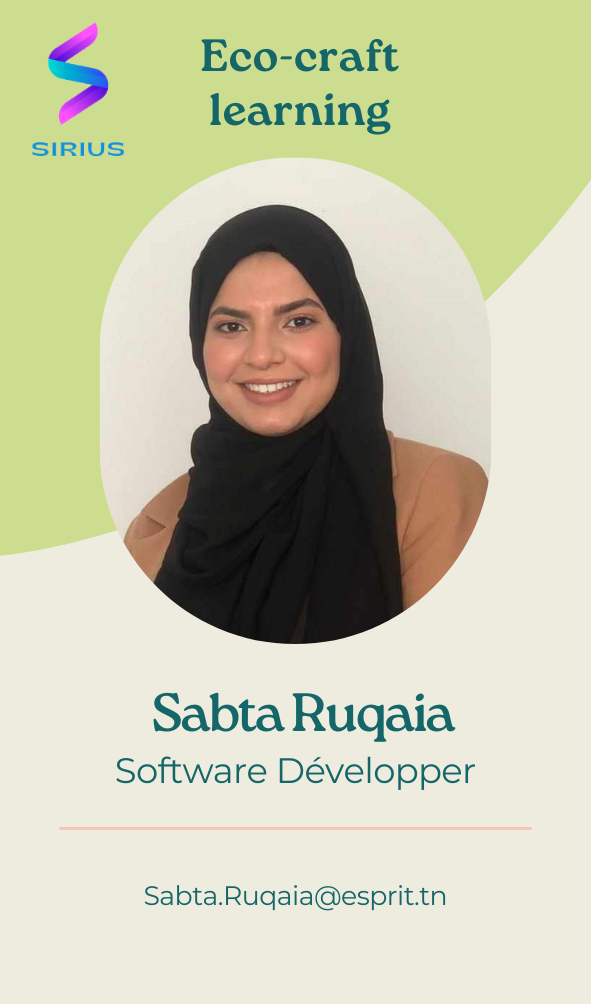 SIRIUS
Eco-craft
learning
Sabta Ruqaia
Software Développer
Sabta.Ruqaia@esprit.tn